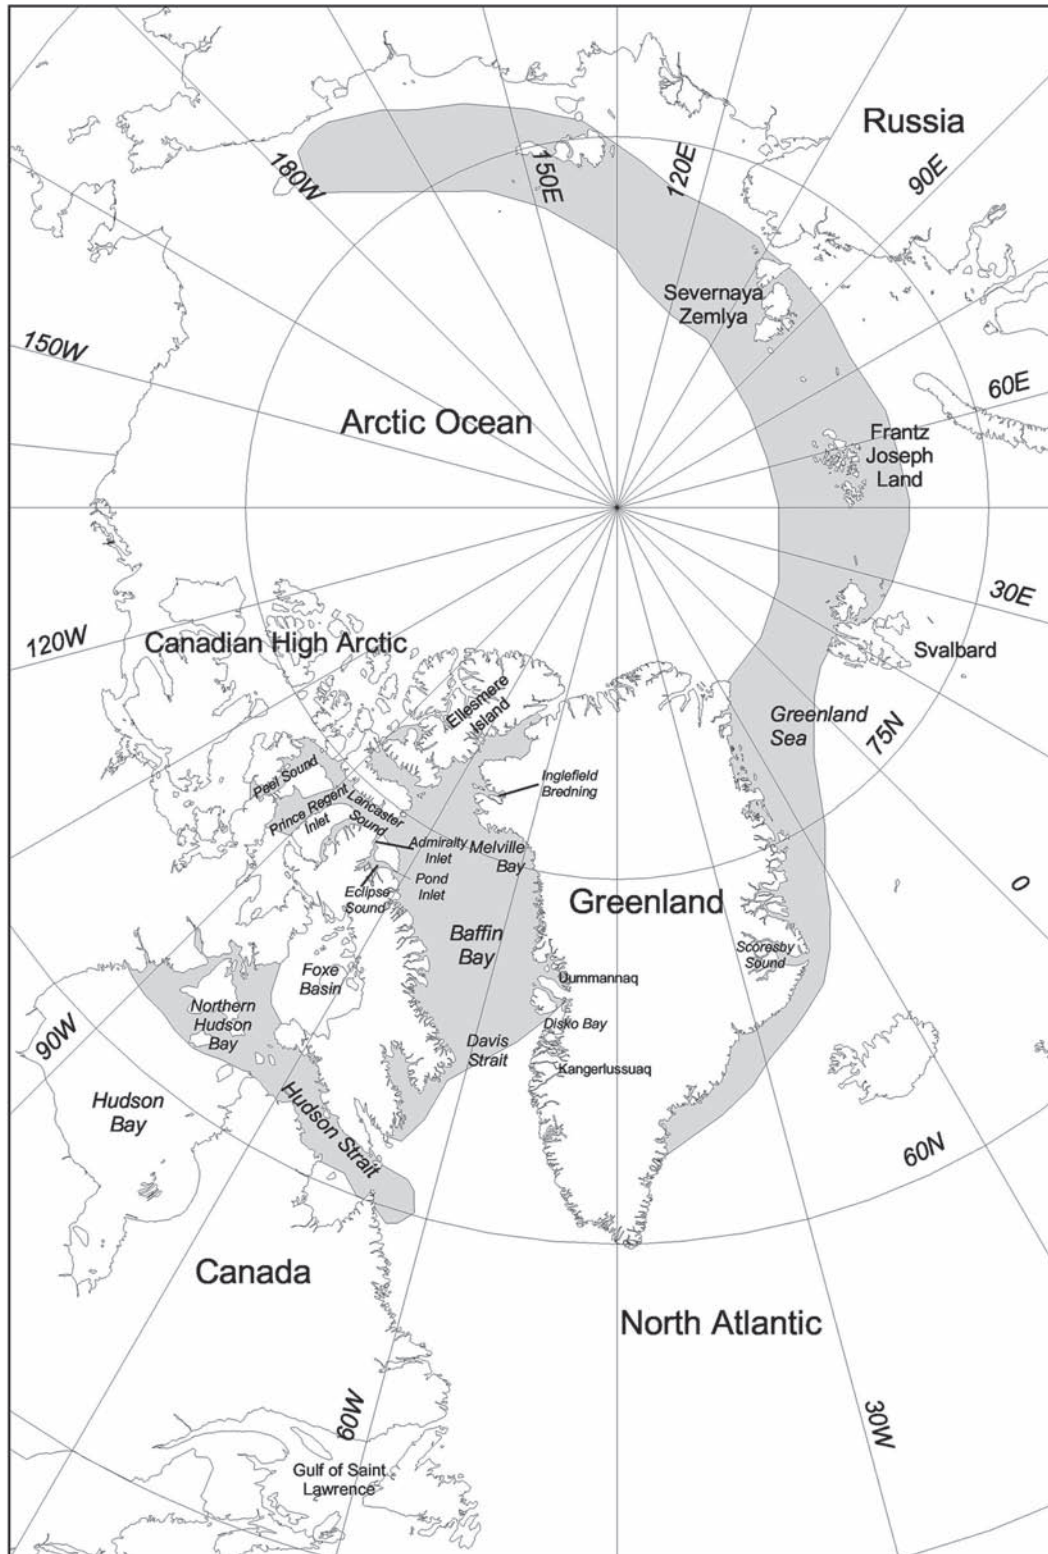 Russia
180W
150E
120E
90E
Severnaya
Zemlya
150W
60E
Arctic Ocean
Frantz
Joseph
Land
30E
120W
Canadian High Arctic
Svalbard
Ellesmere
Island
Greenland
Sea
75N
Peel Sound
Inglefield
Bredning
Prince Regent
Inlet
Lancaster
Sound
Admiralty
Inlet
Melville
Bay
Eclipse
Sound
Pond
Inlet
0
Greenland
Baffin
Bay
Scoresby
Sound
Foxe
Basin
Uummannaq
Northern
Hudson
Bay
90W
Disko Bay
Davis
Strait
Kangerlussuaq
Hudson
Bay
Hudson Strait
60N
Canada
North Atlantic
60W
30W
Gulf of Saint
Lawrence